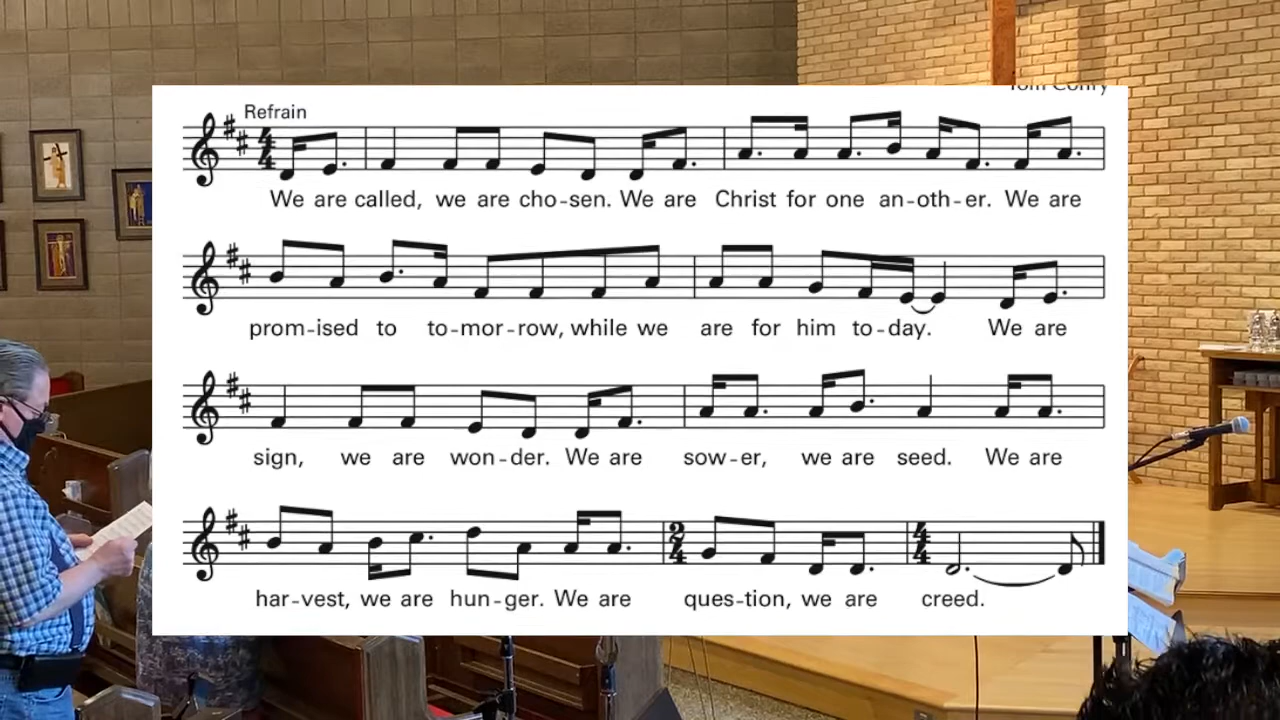 Tom Conry
Refrain
We are called, we are cho-sen. We are Christ for one an-oth-er. We are
prom-ised to to-mor-row, while we are for him to-day. We are
sign, we are won-der. We are sow-er, we are seed. We are
har-vest, we are hun-ger. We are ques-tion, we are creed.